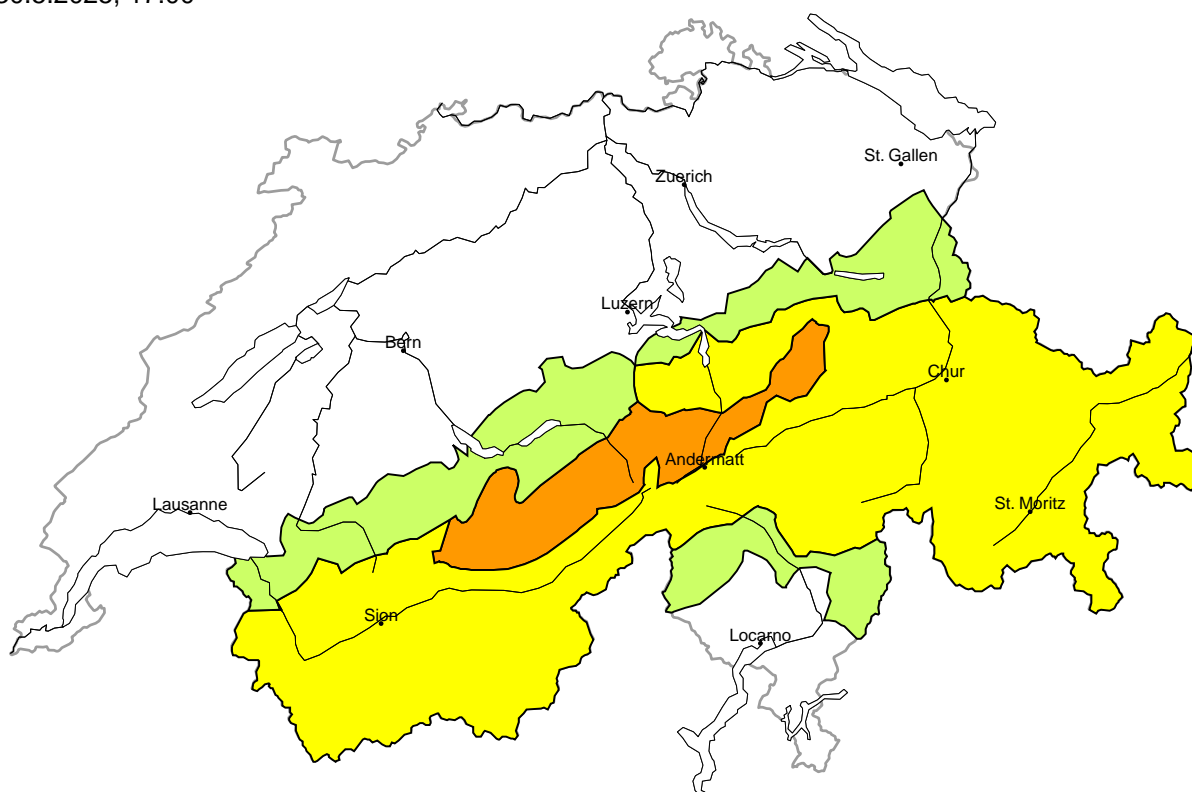 St. Gallen
Zuerich
Luzern
Bern
Chur
Andermatt
Lausanne
St. Moritz
Sion
Locarno